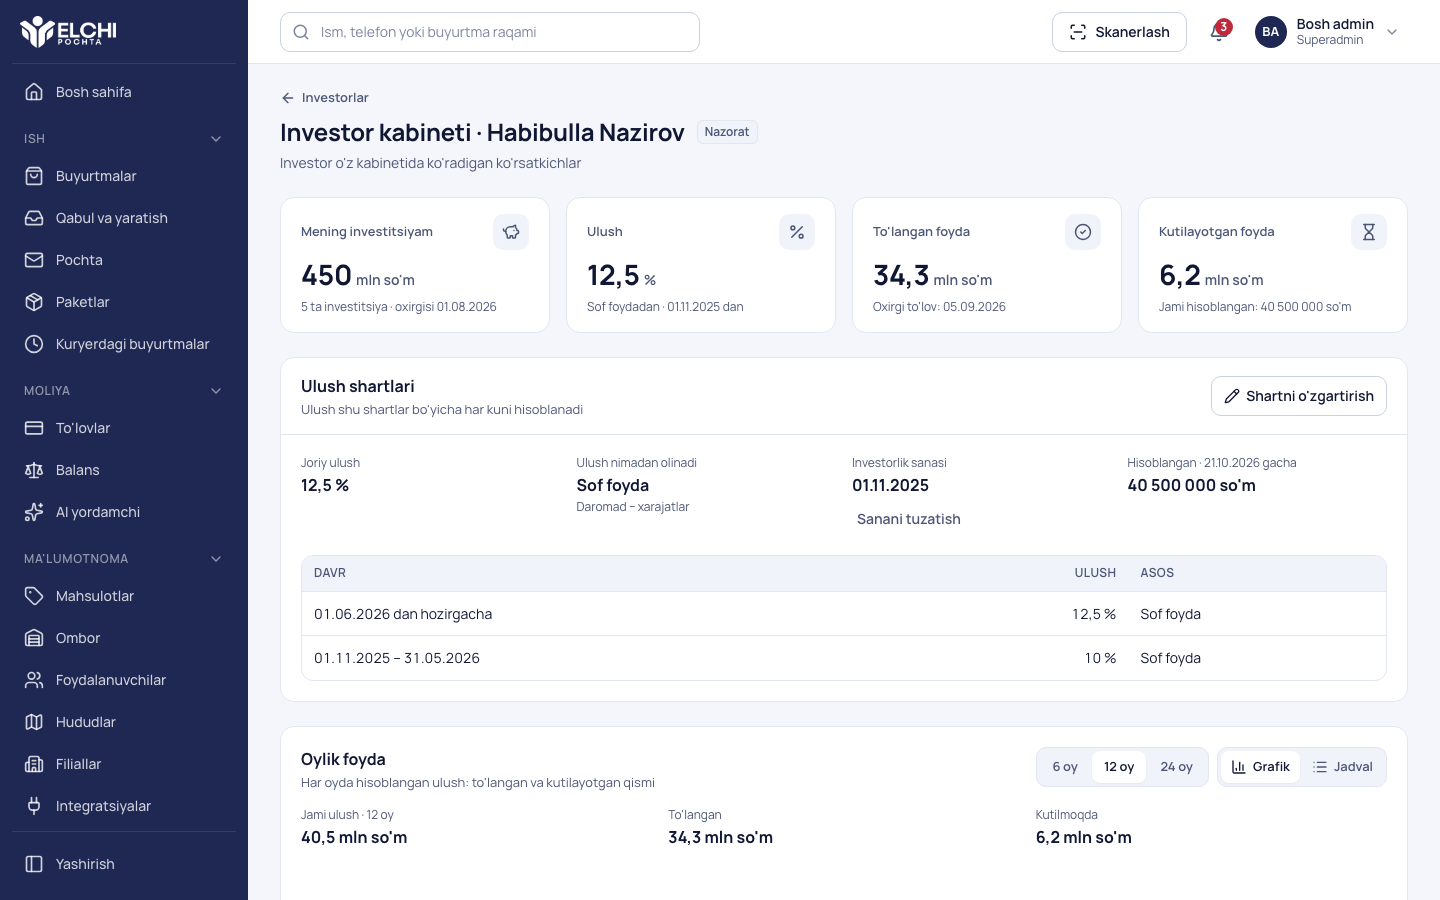 ELCHI
POCHTA
Ism, telefon yoki buyurtma raqami
Skanerlash
3
BA
Bosh admin
Superadmin
Bosh sahifa
ISH
Buyurtmalar
Qabul va yaratish
Pochta
Paketlar
Kuryerdagi buyurtmalar
MOLIYA
To'lovlar
Balans
AI yordamchi
MA'LUMOTNOMA
Mahsulotlar
Ombor
Foydalanuvchilar
Hududlar
Filiallar
Integratsiyalar
Yashirish
Investorlar
Investor kabineti · Habibulla Nazirov
Nazorat
Investor o'z kabinetida ko'radigan ko'rsatkichlar
Mening investitsiyam
450 mln so'm
5 ta investitsiya · oxirgisi 01.08.2026
Ulush
12,5 %
Sof foydadan · 01.11.2025 dan
To'langan foyda
34,3 mln so'm
Oxirgi to'lov: 05.09.2026
Kutilayotgan foyda
6,2 mln so'm
Jami hisoblangan: 40 500 000 so'm
Ulush shartlari
Ulush shu shartlar bo'yicha har kuni hisoblanadi
Shartni o'zgartirish
Joriy ulush
12,5 %
Ulush nimadan olinadi
Sof foyda
Daromad − xarajatlar
Investorlik sanasi
01.11.2025
Sanani tuzatish
Hisoblangan · 21.10.2026 gacha
40 500 000 so'm
DAVR ULUSH ASOS
01.06.2026 dan hozirgacha 12,5 % Sof foyda
01.11.2025 – 31.05.2026 10 % Sof foyda
Oylik foyda
Har oyda hisoblangan ulush: to'langan va kutilayotgan qismi
6 oy 12 oy 24 oy
Grafik Jadval
Jami ulush · 12 oy
40,5 mln so'm
To'langan
34,3 mln so'm
Kutilmoqda
6,2 mln so'm